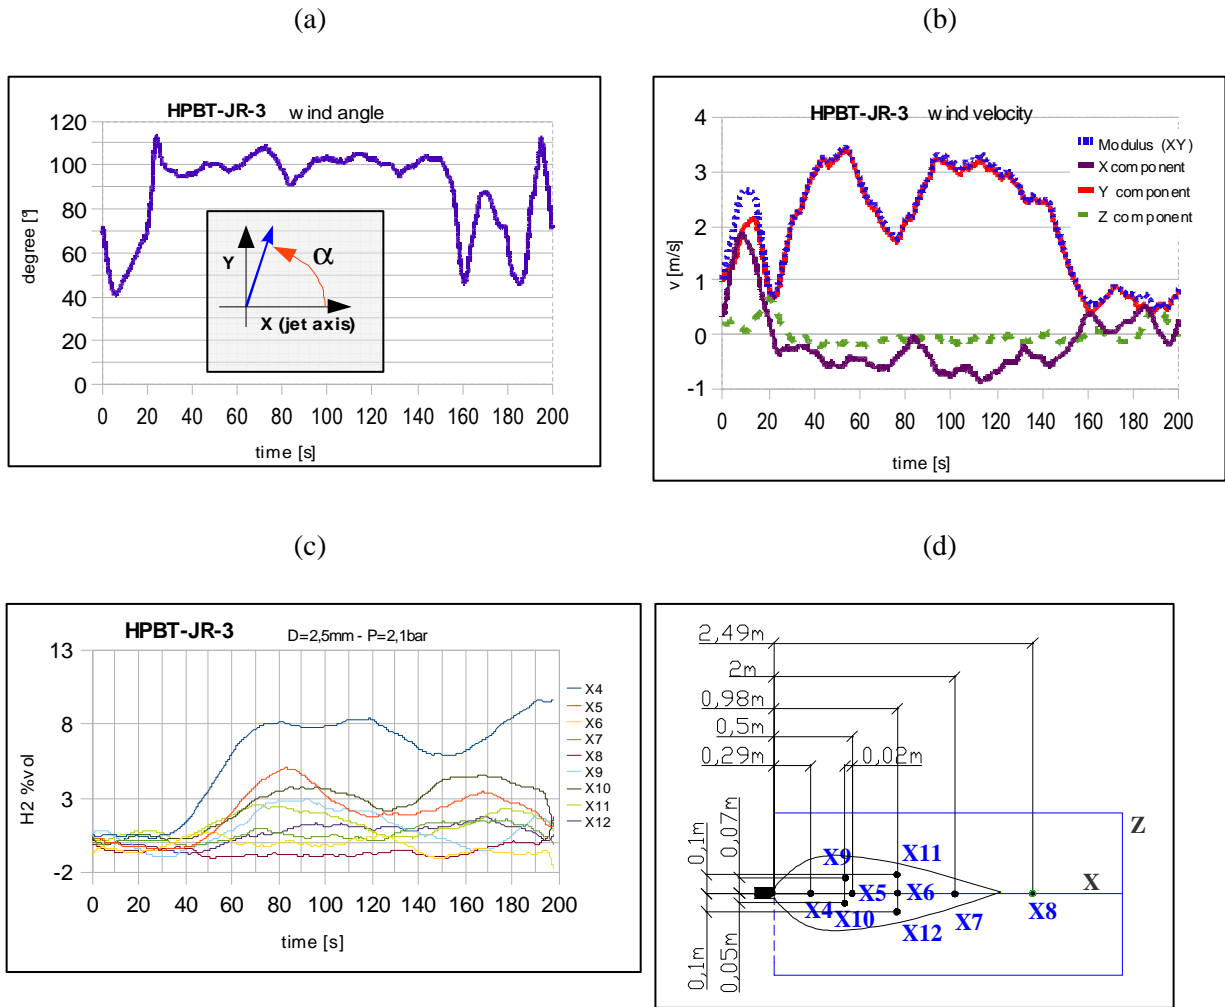 (a)
(b)
HPBT-JR-3 wind angle
120
100
80
60
40
20
0
degree [°]
Y
α
X (jet axis)
0 20 40 60 80 100 120 140 160 180 200
time [s]
HPBT-JR-3 wind velocity
4
3
2
1
0
-1
v [m/s]
Modulus (XY)
X component
Y component
Z component
0 20 40 60 80 100 120 140 160 180 200
time [s]
(c)
(d)
HPBT-JR-3 D=2,5mm - P=2,1bar
13
8
3
-2
H2 %vol
X4
X5
X6
X7
X8
X9
X10
X11
X12
0 20 40 60 80 100 120 140 160 180 200
time [s]
2,49m
2m
0,98m
0,5m
0,29m 0,02m
0,1m
0,07m
0,1m
0,05m
Z
X9 X11
X
X4 X5 X6 X7 X8
X10
X12